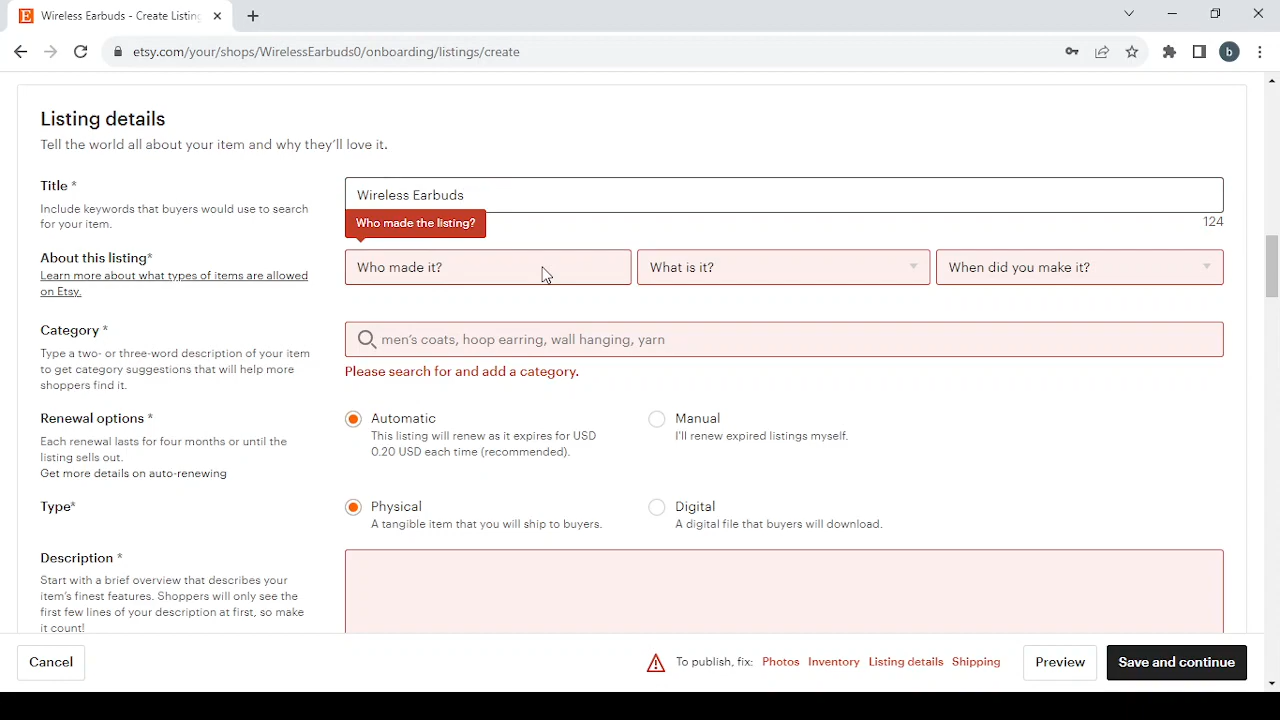 Wireless Earbuds - Create Listing
etsy.com/your/shops/WirelessEarbuds0/onboarding/listings/create
b
Listing details
Tell the world all about your item and why they'll love it.
Title *
Include keywords that buyers would use to search
for your item.
Wireless Earbuds
Who made the listing?
124
About this listing*
Learn more about what types of items are allowed
on Etsy.
Who made it?
What is it?
When did you make it?
Category *
Type a two- or three-word description of your item
to get category suggestions that will help more
shoppers find it.
men's coats, hoop earring, wall hanging, yarn
Please search for and add a category.
Renewal options *
Each renewal lasts for four months or until the
listing sells out.
Get more details on auto-renewing
Automatic
This listing will renew as it expires for USD
0.20 USD each time (recommended).
Manual
I'll renew expired listings myself.
Type*
Physical
A tangible item that you will ship to buyers.
Digital
A digital file that buyers will download.
Description *
Start with a brief overview that describes your
item's finest features. Shoppers will only see the
first few lines of your description at first, so make
it count!
Cancel
To publish, fix: Photos Inventory Listing details Shipping
Preview
Save and continue